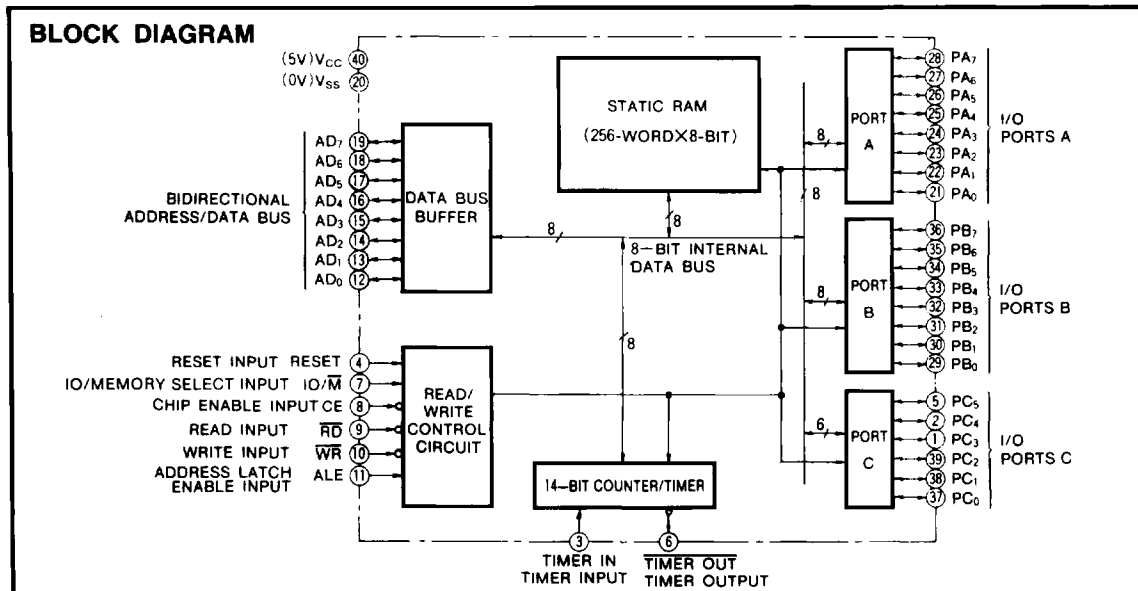 BLOCK DIAGRAM
(5V)VCC 40
(0V)VSS 20
AD7 19
AD6 18
AD5 17
AD4 16
AD3 15
AD2 14
AD1 13
AD0 12
BIDIRECTIONAL
ADDRESS/DATA BUS
DATA BUS
BUFFER
8
STATIC RAM
(256-WORD×8-BIT)
8
8-BIT INTERNAL
DATA BUS
8
8
8
PORT
A
28 PA7
27 PA6
26 PA5
25 PA4
24 PA3
23 PA2
22 PA1
21 PA0
I/O
PORTS A
8
PORT
B
36 PB7
35 PB6
34 PB5
33 PB4
32 PB3
31 PB2
30 PB1
29 PB0
I/O
PORTS B
6
PORT
C
5 PC5
2 PC4
1 PC3
39 PC2
38 PC1
37 PC0
I/O
PORTS C
RESET INPUT RESET 4
IO/MEMORY SELECT INPUT IO/M̅ 7
CHIP ENABLE INPUT CE 8
READ INPUT R̅D̅ 9
WRITE INPUT W̅R̅ 10
ADDRESS LATCH
ENABLE INPUT ALE 11
READ/
WRITE
CONTROL
CIRCUIT
14-BIT COUNTER/TIMER
3
TIMER IN
TIMER INPUT
6
T̅I̅M̅E̅R̅ O̅U̅T̅
TIMER OUTPUT